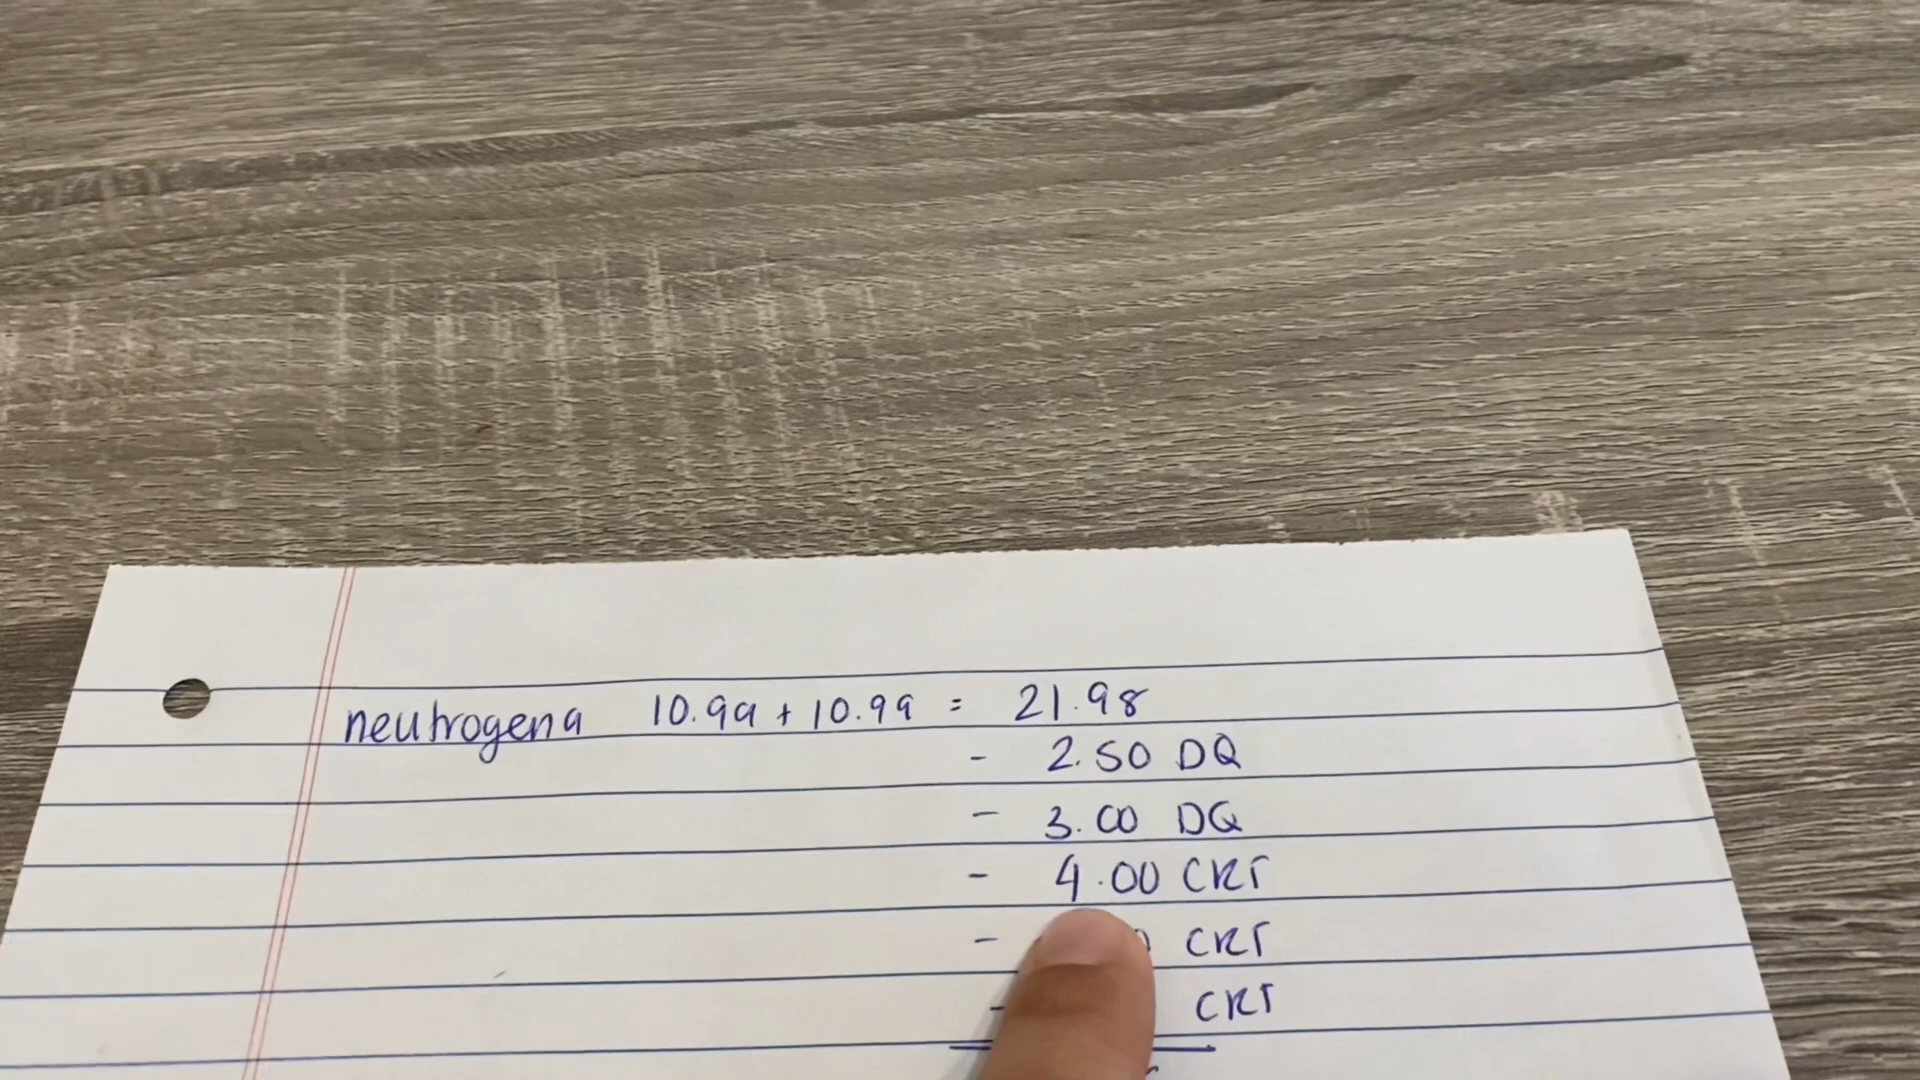 neutrogena 10.99 + 10.99 = 21.98
- 2.50 DQ
- 3.00 DQ
- 4.00 CRT
- CRT
- CRT